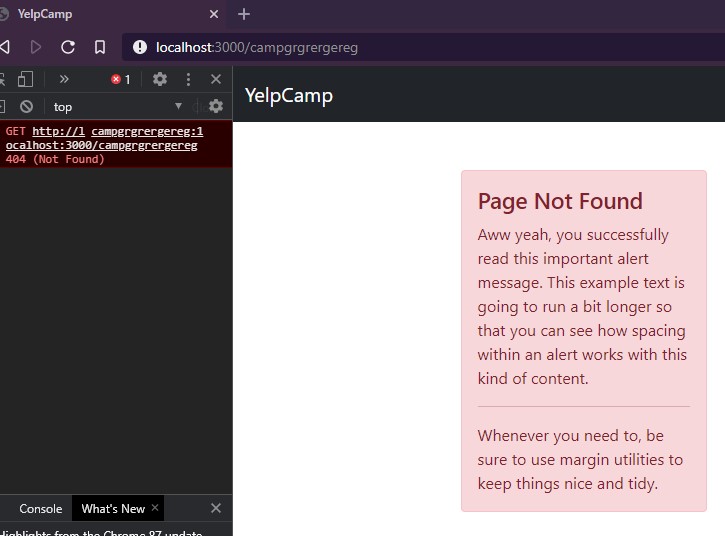 YelpCamp
localhost:3000/campgrgrergereg
1
top
GET http://l campgrgrergereg:1
ocalhost:3000/campgrgrergereg
404 (Not Found)
Console What's New
Highlights from the Chrome 87 update
YelpCamp
Page Not Found
Aww yeah, you successfully
read this important alert
message. This example text is
going to run a bit longer so
that you can see how spacing
within an alert works with this
kind of content.
Whenever you need to, be
sure to use margin utilities to
keep things nice and tidy.